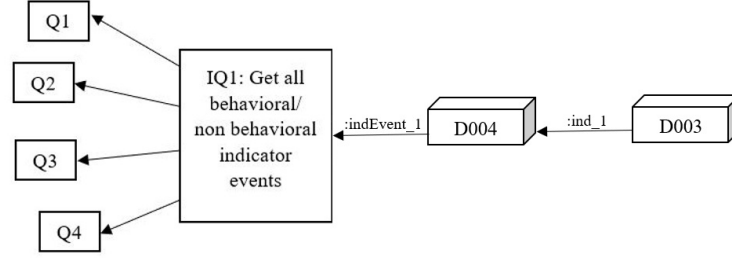 Q1
Q2
Q3
Q4
IQ1: Get all
behavioral/
non behavioral
indicator
events
:indEvent_1
D004
:ind_1
D003